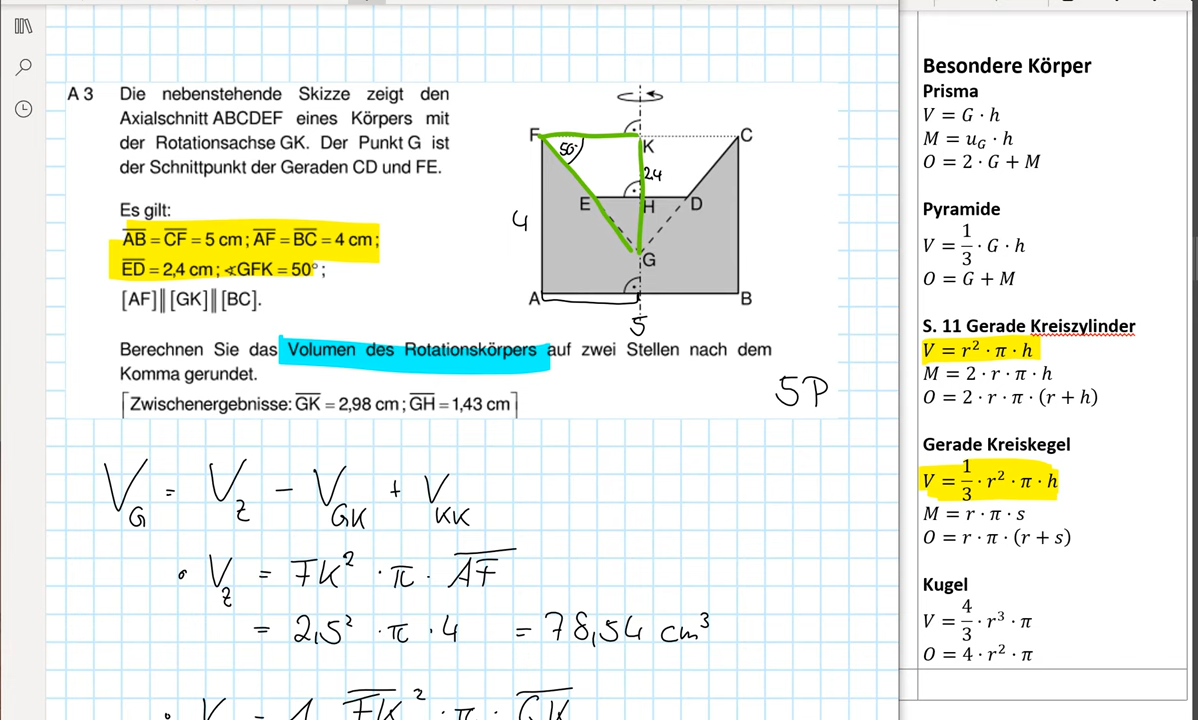 A 3 Die nebenstehende Skizze zeigt den
Axialschnitt ABCDEF eines Körpers mit
der Rotationsachse GK. Der Punkt G ist
der Schnittpunkt der Geraden CD und FE.
Es gilt:
AB = CF = 5 cm; AF = BC = 4 cm;
ED = 2,4 cm; ∢GFK = 50°;
[AF]∥[GK]∥[BC].
F
K
C
50°
24
E
H
D
4
G
A
B
5
Berechnen Sie das Volumen des Rotationskörpers auf zwei Stellen nach dem
Komma gerundet.
[Zwischenergebnisse: GK = 2,98 cm; GH = 1,43 cm]
5P
V_G = V_Z - V_GK + V_KK
• V_Z = FK² · π · AF
= 2,5² · π · 4 = 78,54 cm³
FK² · π · GK
Besondere Körper
Prisma
V = G · h
M = u_G · h
O = 2 · G + M
Pyramide
V = 1/3 · G · h
O = G + M
S. 11 Gerade Kreiszylinder
V = r² · π · h
M = 2 · r · π · h
O = 2 · r · π · (r + h)
Gerade Kreiskegel
V = 1/3 · r² · π · h
M = r · π · s
O = r · π · (r + s)
Kugel
V = 4/3 · r³ · π
O = 4 · r² · π